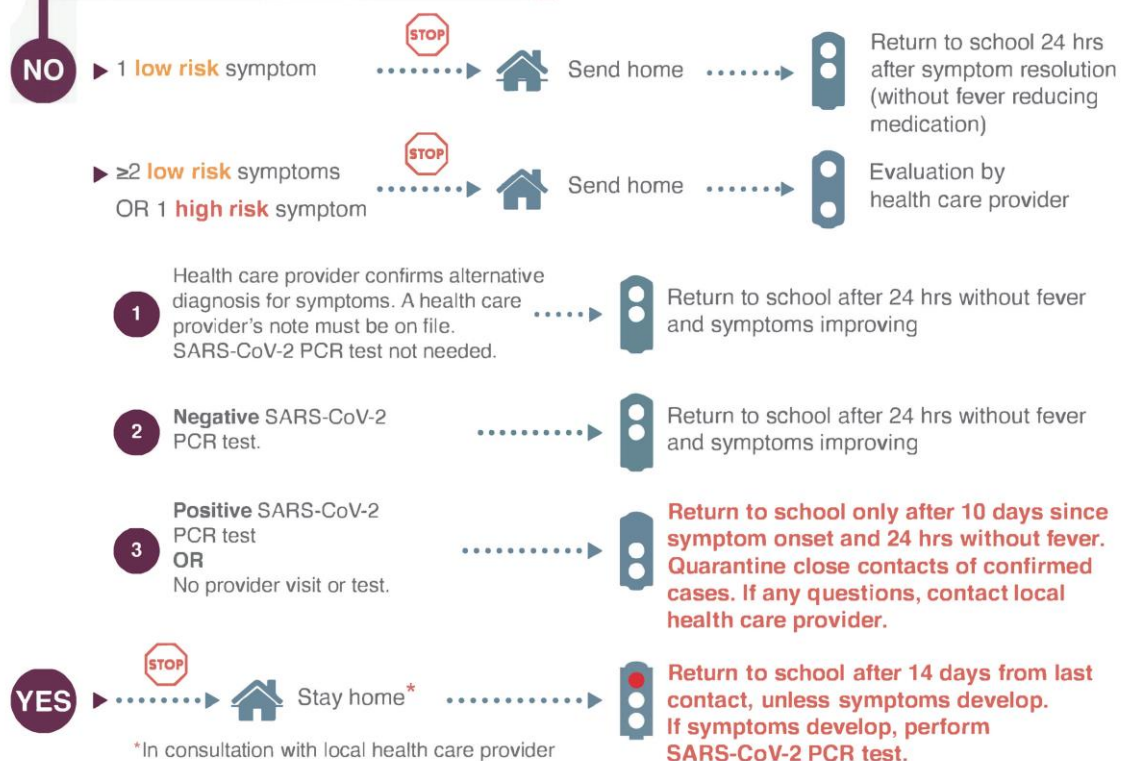 NO
1 low risk symptom
STOP
Send home
Return to school 24 hrs
after symptom resolution
(without fever reducing
medication)
≥2 low risk symptoms
OR 1 high risk symptom
STOP
Send home
Evaluation by
health care provider
1
Health care provider confirms alternative
diagnosis for symptoms. A health care
provider's note must be on file.
SARS-CoV-2 PCR test not needed.
Return to school after 24 hrs without fever
and symptoms improving
2
Negative SARS-CoV-2
PCR test.
Return to school after 24 hrs without fever
and symptoms improving
3
Positive SARS-CoV-2
PCR test
OR
No provider visit or test.
Return to school only after 10 days since
symptom onset and 24 hrs without fever.
Quarantine close contacts of confirmed
cases. If any questions, contact local
health care provider.
YES
STOP
Stay home*
*In consultation with local health care provider
Return to school after 14 days from last
contact, unless symptoms develop.
If symptoms develop, perform
SARS-CoV-2 PCR test.